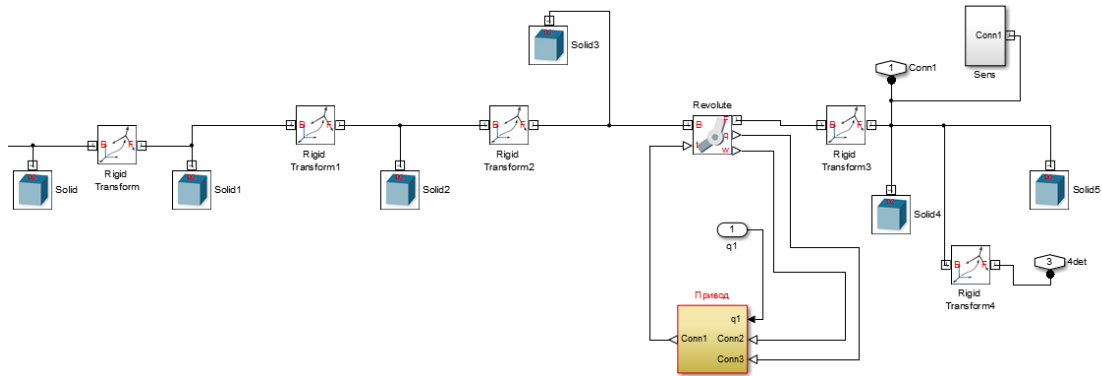 Solid3
Conn1
Sens
1
Conn1
Revolute
B
F
q
w
t
B
F
Rigid
Transform
B
F
Rigid
Transform1
B
F
Rigid
Transform2
B
F
Rigid
Transform3
Solid
Solid1
Solid2
Solid4
Solid5
1
q1
B
F
Rigid
Transform4
3
4det
Привод
q1
Conn1
Conn2
Conn3